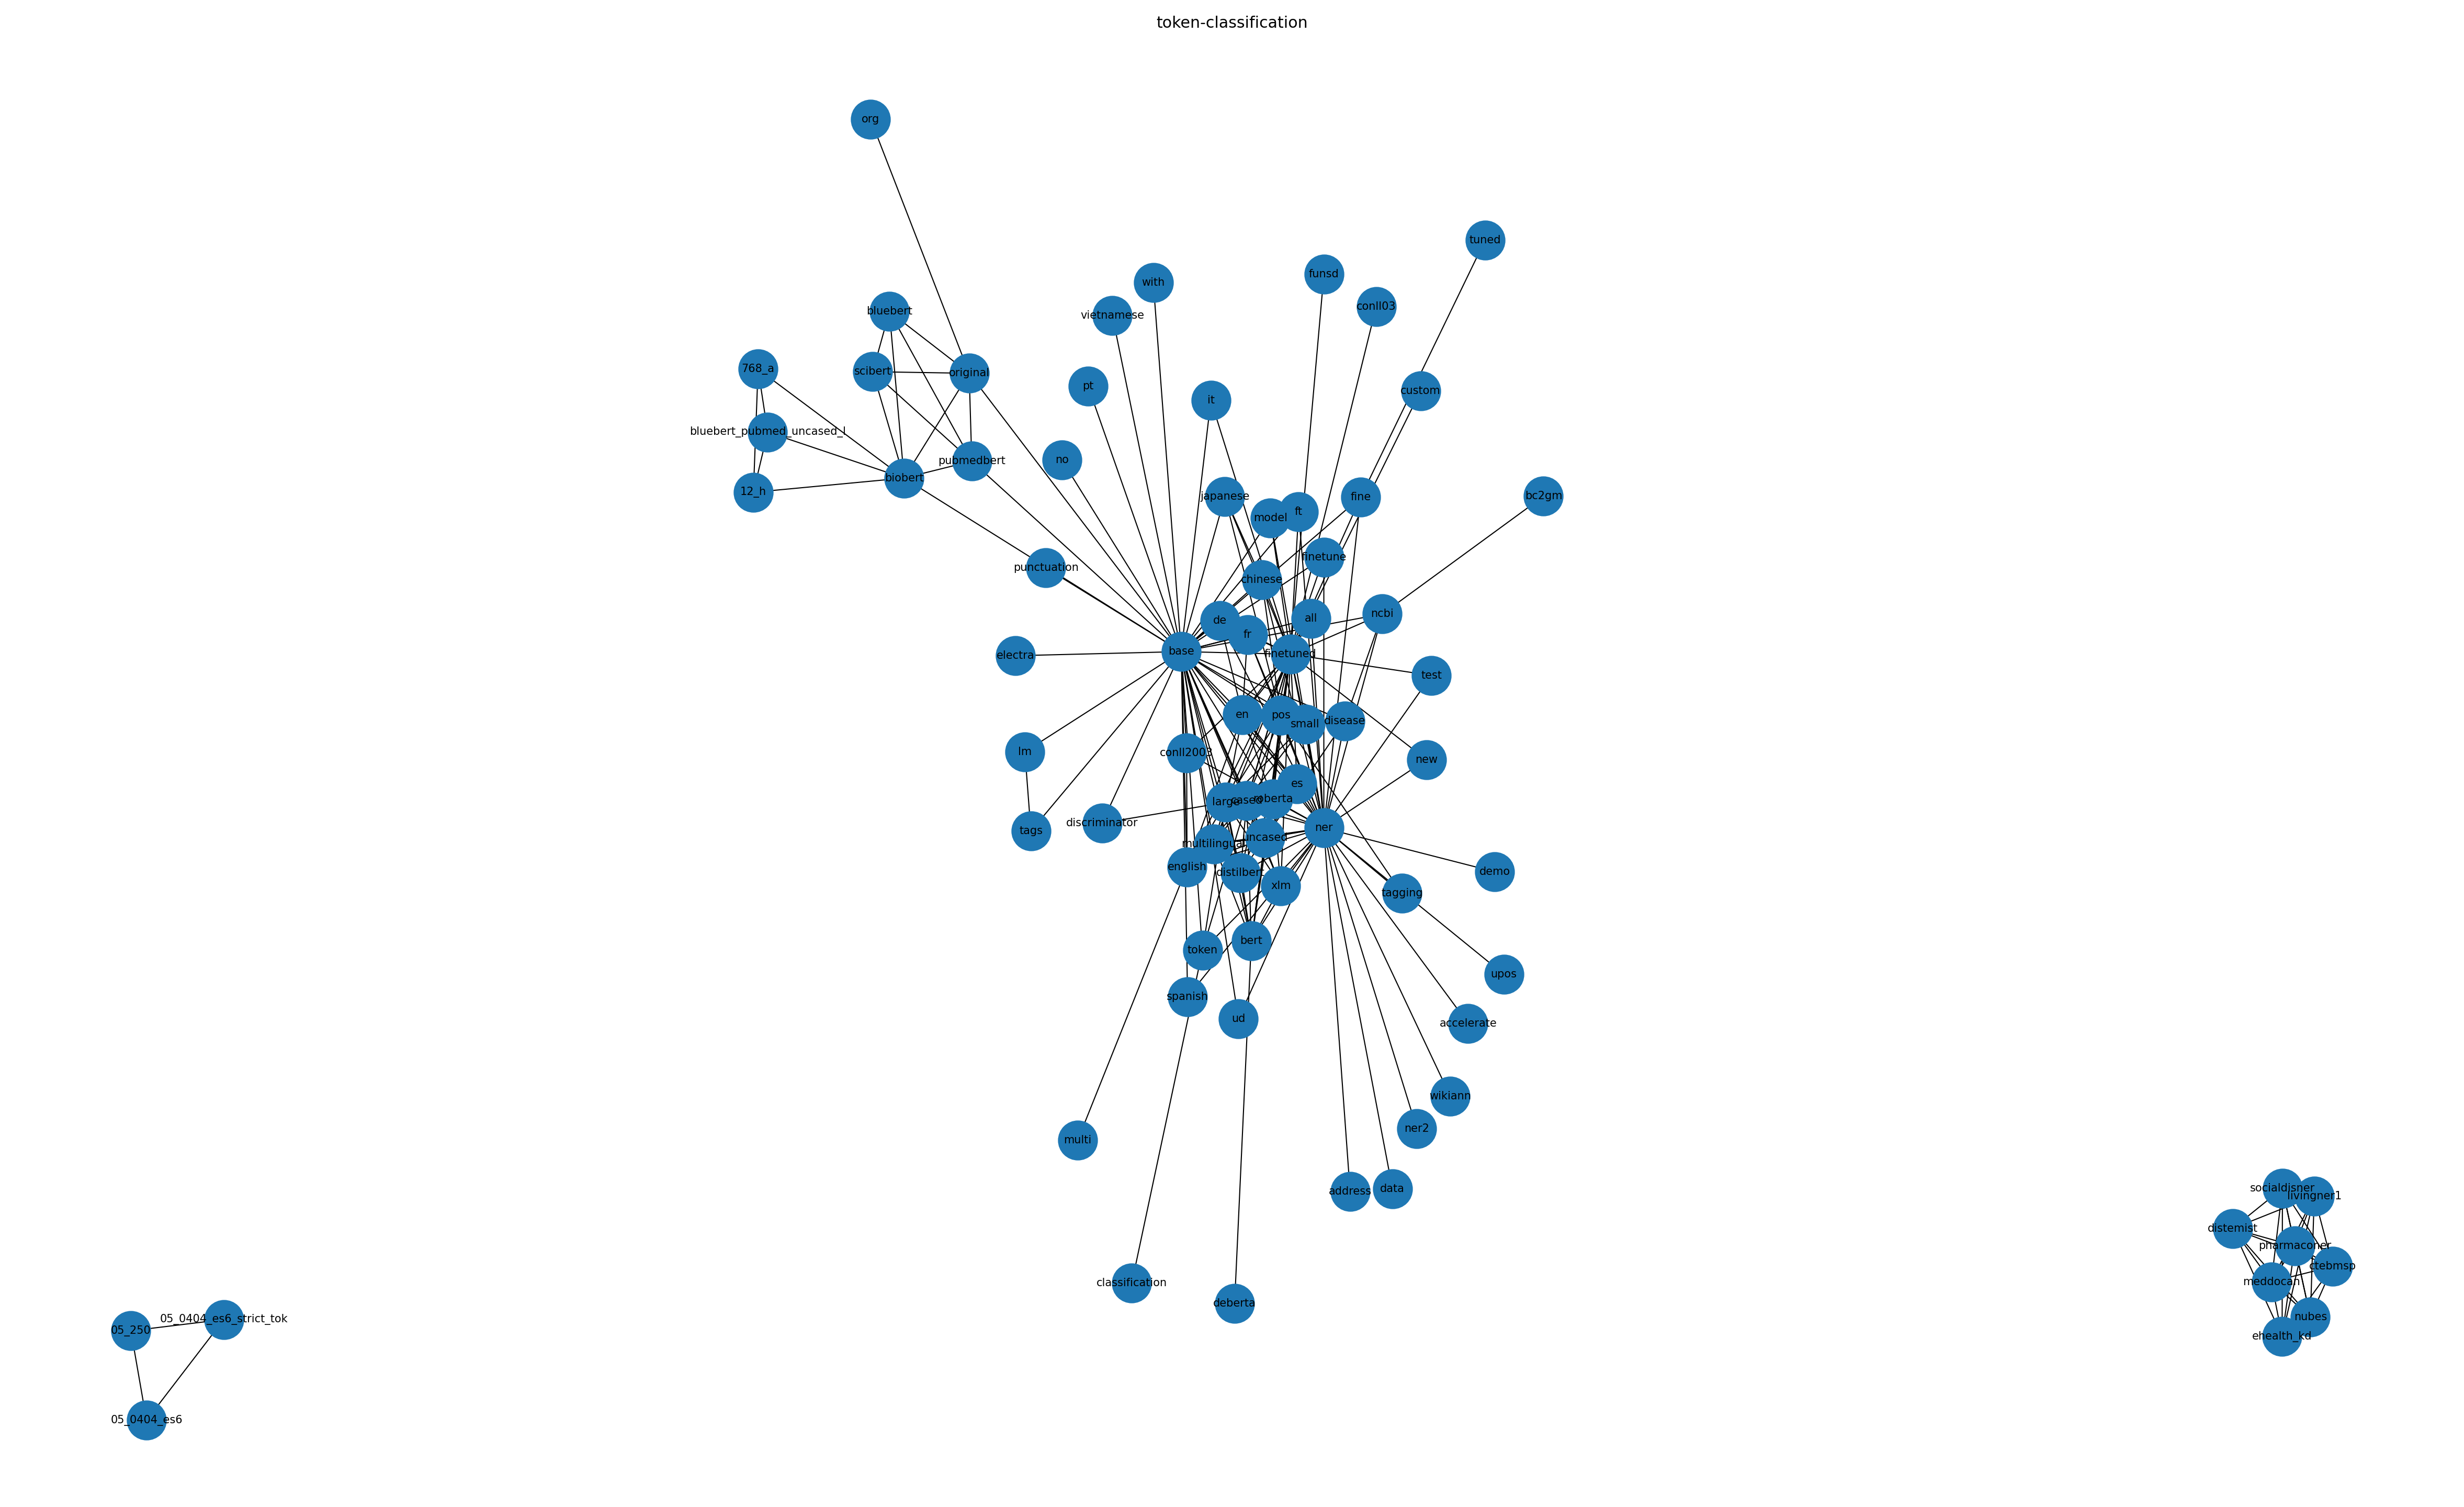 token-classification
org
tuned
funsd
with
conll03
bluebert
vietnamese
768_a
scibert
original
pt
custom
it
bluebert_pubmed_uncased_l
no
pubmedbert
biobert
12_h
japanese
fine
bc2gm
ft
model
finetune
punctuation
chinese
ncbi
all
de
fr
base
finetuned
electra
test
en
pos
disease
small
lm
conll2003
new
es
roberta
cased
large
discriminator
ner
tags
uncased
multilingual
english
distilbert
demo
xlm
tagging
bert
token
upos
spanish
ud
accelerate
wikiann
ner2
multi
data
address
socialdisner
livingner1
distemist
pharmaconer
ctebmsp
meddocan
classification
deberta
nubes
05_0404_es6_strict_tok
05_250
ehealth_kd
05_0404_es6